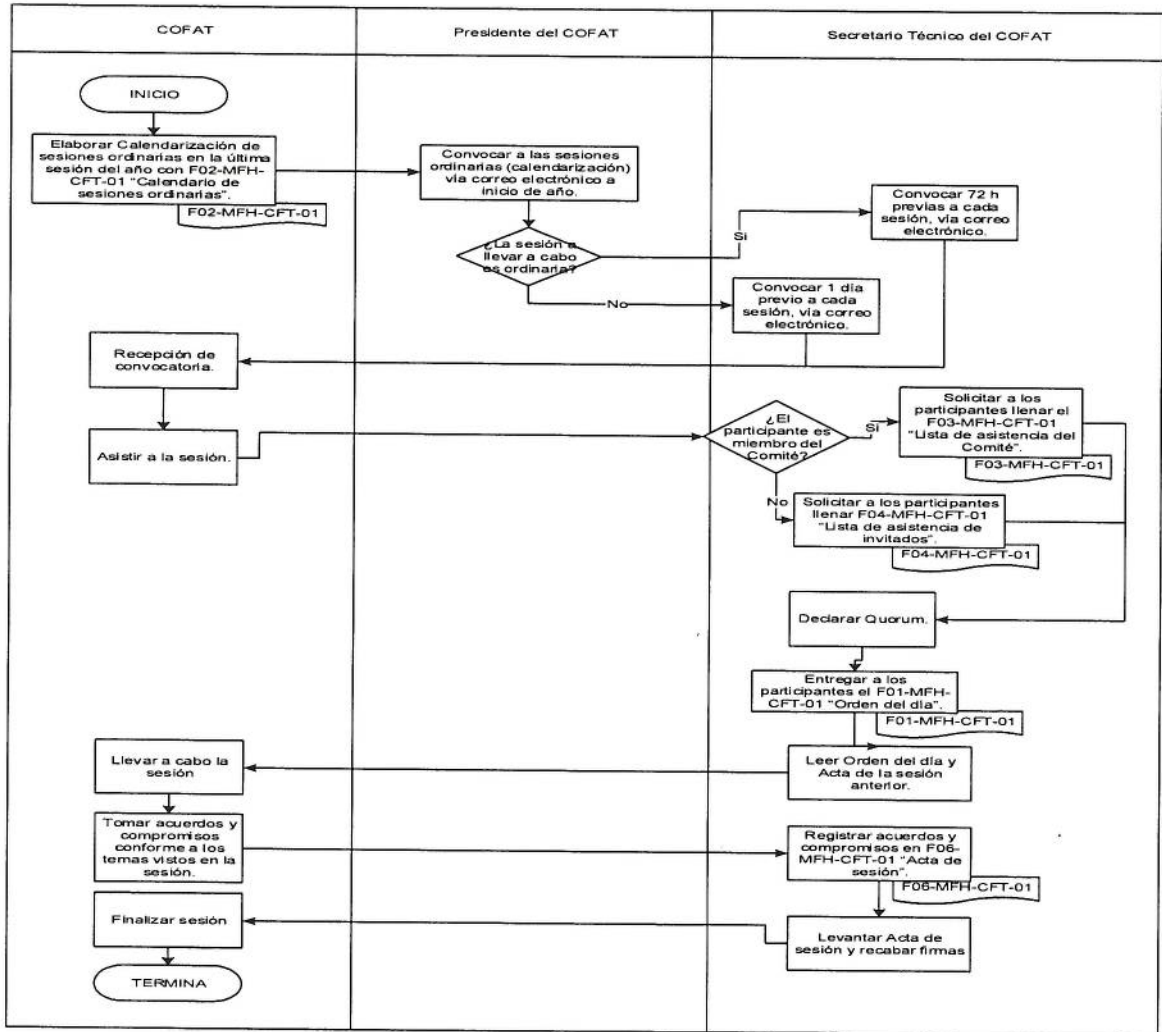 COFAT
Presidente del COFAT
Secretario Técnico del COFAT
INICIO
Elaborar Calendarización de
sesiones ordinarias en la última
sesión del año con F02-MFH-
CFT-01 "Calendario de
sesiones ordinarias".
F02-MFH-CFT-01
Convocar a las sesiones
ordinarias (calendarización)
vía correo electrónico a
inicio de año.
¿La sesión a
llevar a cabo
es ordinaria?
Si
Convocar 72 h
previas a cada
sesión, vía correo
electrónico.
No
Convocar 1 día
previo a cada
sesión, vía correo
electrónico.
Recepción de
convocatoria.
Asistir a la sesión.
¿El
participante es
miembro del
Comité?
Si
Solicitar a los
participantes llenar el
F03-MFH-CFT-01
"Lista de asistencia del
Comité".
F03-MFH-CFT-01
No
Solicitar a los participantes
llenar F04-MFH-CFT-01
"Lista de asistencia de
invitados".
F04-MFH-CFT-01
Declarar Quorum.
Entregar a los
participantes el F01-MFH-
CFT-01 "Orden del día".
F01-MFH-CFT-01
Leer Orden del día y
Acta de la sesión
anterior.
Llevar a cabo la
sesión
Tomar acuerdos y
compromisos
conforme a los
temas vistos en la
sesión.
Registrar acuerdos y
compromisos en F06-
MFH-CFT-01 "Acta de
sesión".
F06-MFH-CFT-01
Levantar Acta de
sesión y recabar firmas
Finalizar sesión
TERMINA